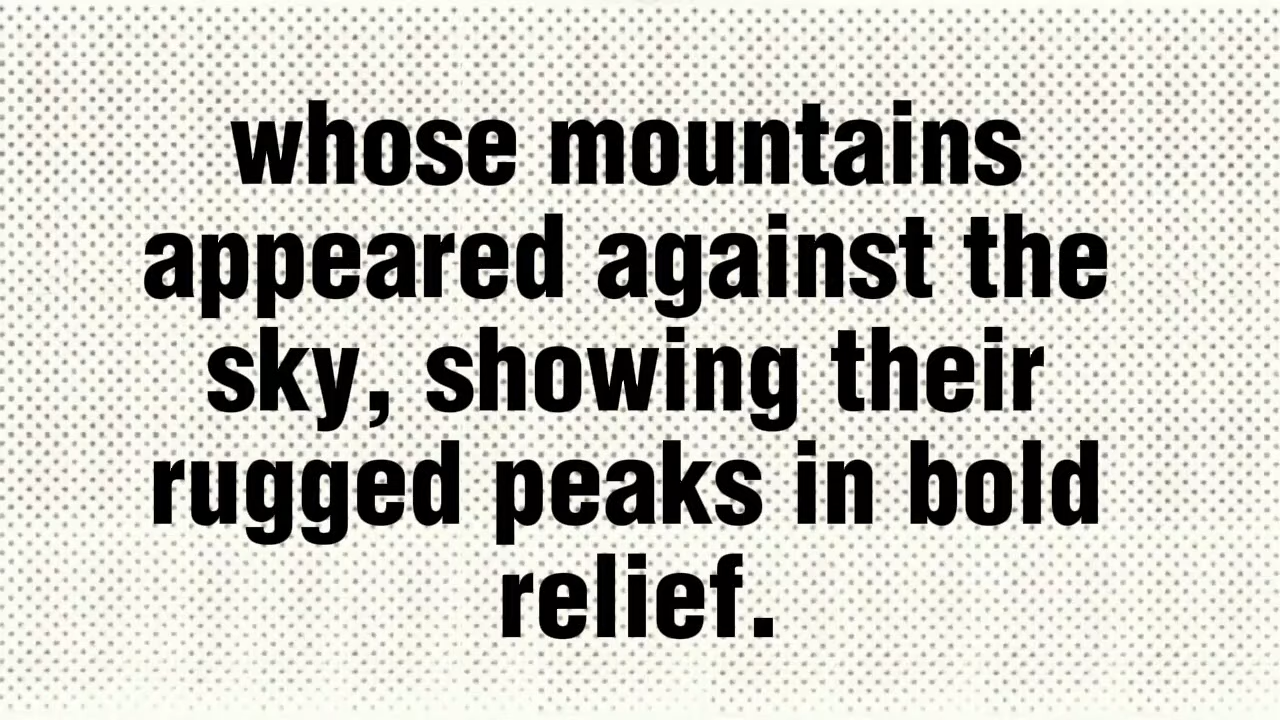 whose mountains
appeared against the
sky, showing their
rugged peaks in bold
relief.